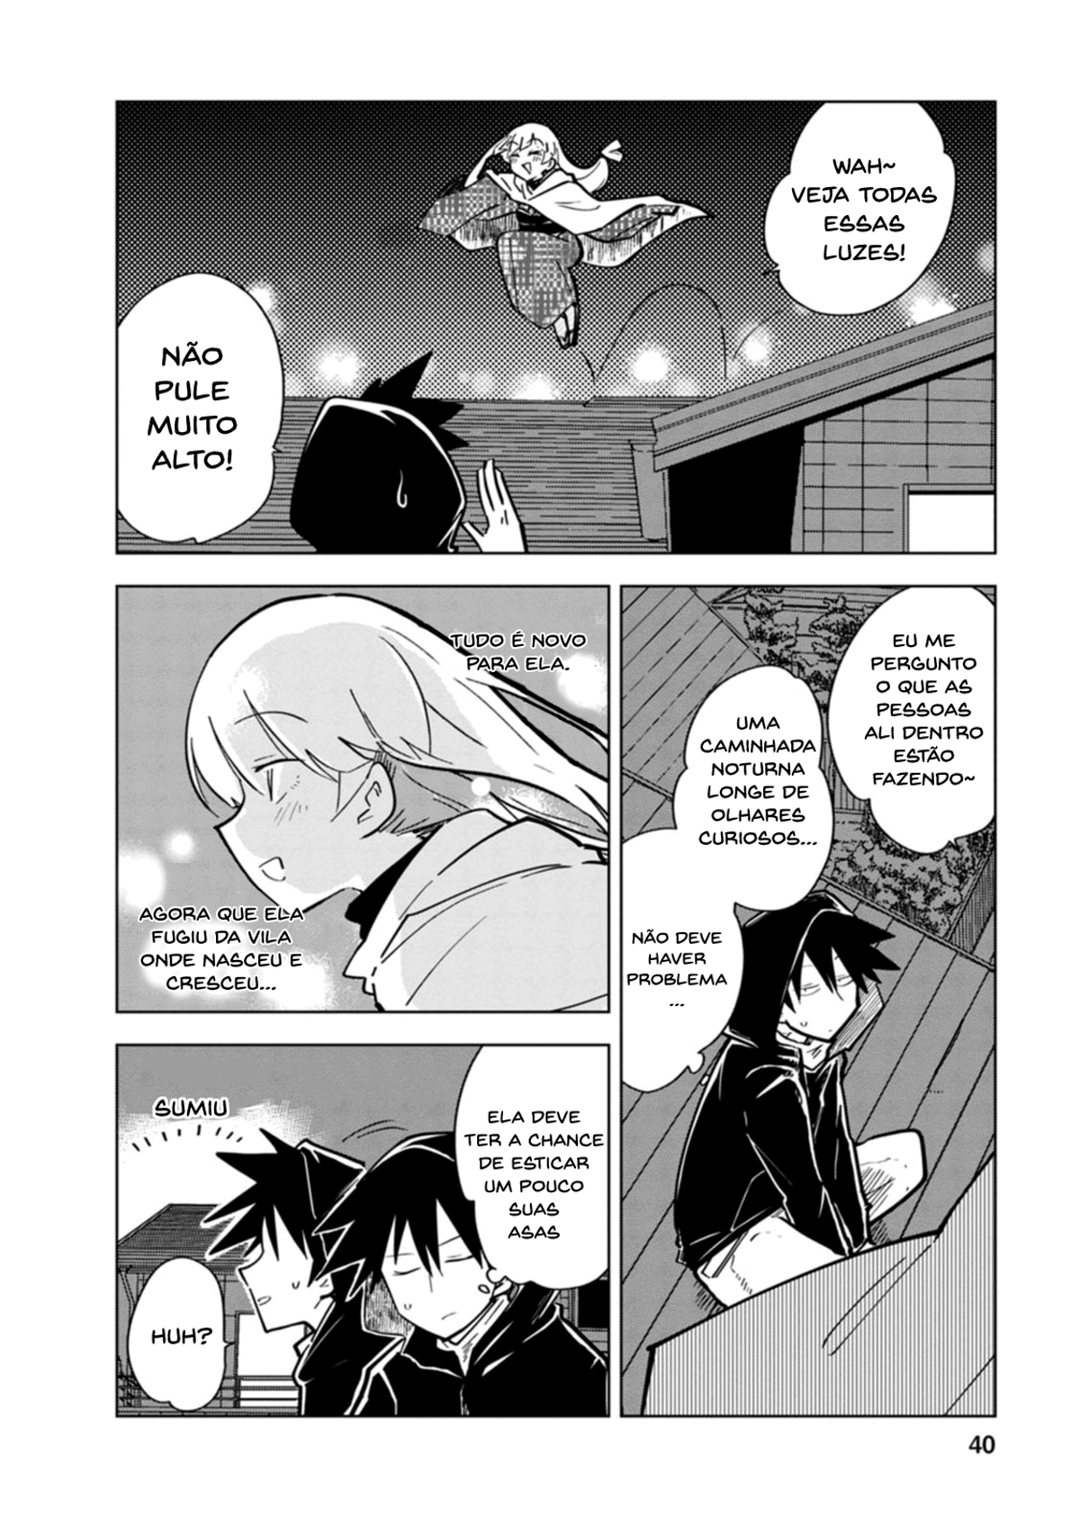 WAH~
VEJA TODAS
ESSAS
LUZES!
NÃO
PULE
MUITO
ALTO!
EU ME
PERGUNTO
O QUE AS
PESSOAS
ALI DENTRO
ESTÃO
FAZENDO~
UMA
CAMINHADA
NOTURNA
LONGE DE
OLHARES
CURIOSOS...
NÃO DEVE
HAVER
PROBLEMA
...
TUDO É NOVO
PARA ELA.
AGORA QUE ELA
FUGIU DA VILA
ONDE NASCEU E
CRESCEU...
ELA DEVE
TER A CHANCE
DE ESTICAR
UM POUCO
SUAS
ASAS
SUMIU
HUH?
40